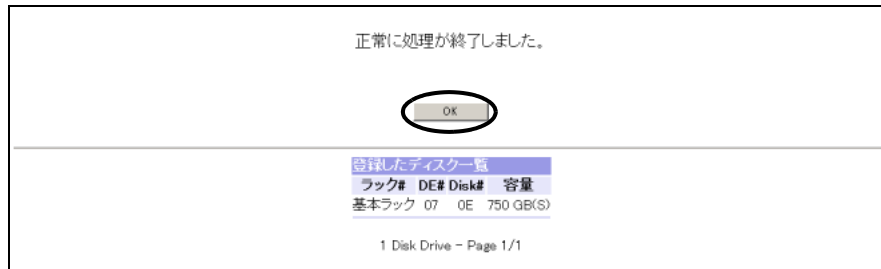 正常に処理が終了しました。
OK
登録したディスク一覧
ラック# DE# Disk# 容量
基本ラック 07 0E 750 GB(S)
1 Disk Drive - Page 1/1